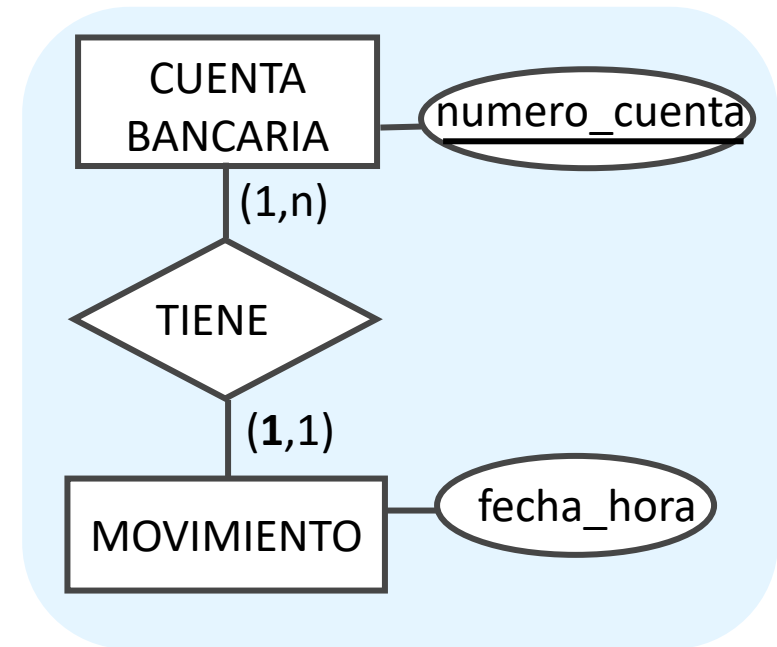 CUENTA
BANCARIA
numero_cuenta
(1,n)
TIENE
(1,1)
MOVIMIENTO
fecha_hora